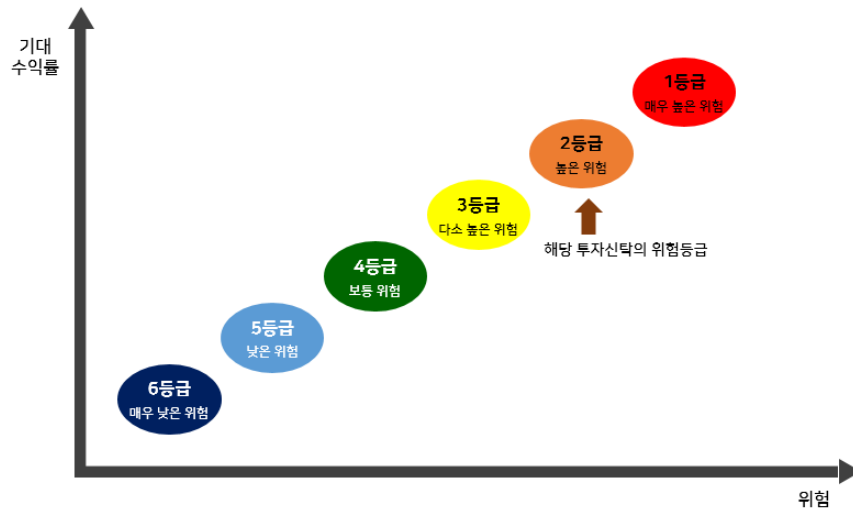 기대
수익률
1등급
매우 높은 위험
2등급
높은 위험
3등급
다소 높은 위험
해당 투자신탁의 위험등급
4등급
보통 위험
5등급
낮은 위험
6등급
매우 낮은 위험
위험